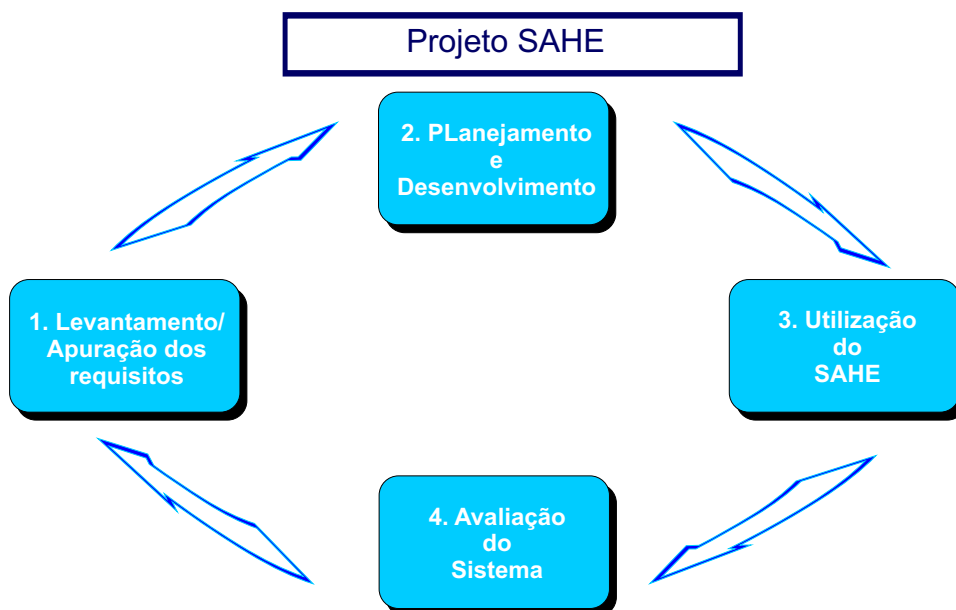 Projeto SAHE
2. PLanejamento
e
Desenvolvimento
1. Levantamento/
Apuração dos
requisitos
3. Utilização
do
SAHE
4. Avaliação
do
Sistema